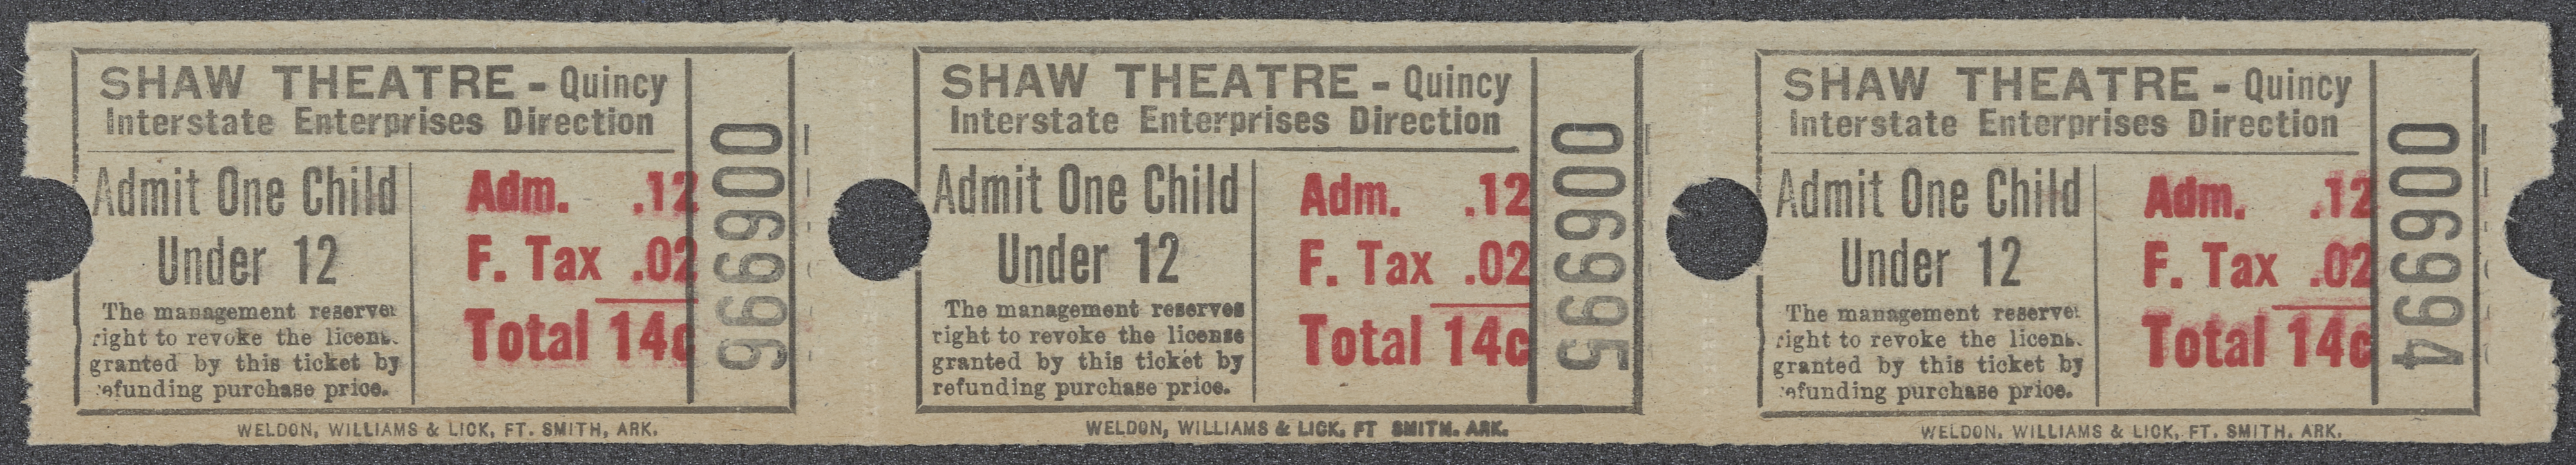 SHAW THEATRE - Quincy
Interstate Enterprises Direction
Admit One Child
Under 12
The management reserves
right to revoke the license
granted by this ticket by
refunding purchase price.
Adm. .12
F. Tax .02
Total 14c
006996
WELDON, WILLIAMS & LICK, FT. SMITH, ARK.
SHAW THEATRE - Quincy
Interstate Enterprises Direction
Admit One Child
Under 12
The management reserves
right to revoke the license
granted by this ticket by
refunding purchase price.
Adm. .12
F. Tax .02
Total 14c
006995
WELDON, WILLIAMS & LICK, FT SMITH, ARK.
SHAW THEATRE - Quincy
Interstate Enterprises Direction
Admit One Child
Under 12
The management reserves
right to revoke the license
granted by this ticket by
refunding purchase price.
Adm. .12
F. Tax .02
Total 14c
006994
WELDON, WILLIAMS & LICK, FT. SMITH, ARK.